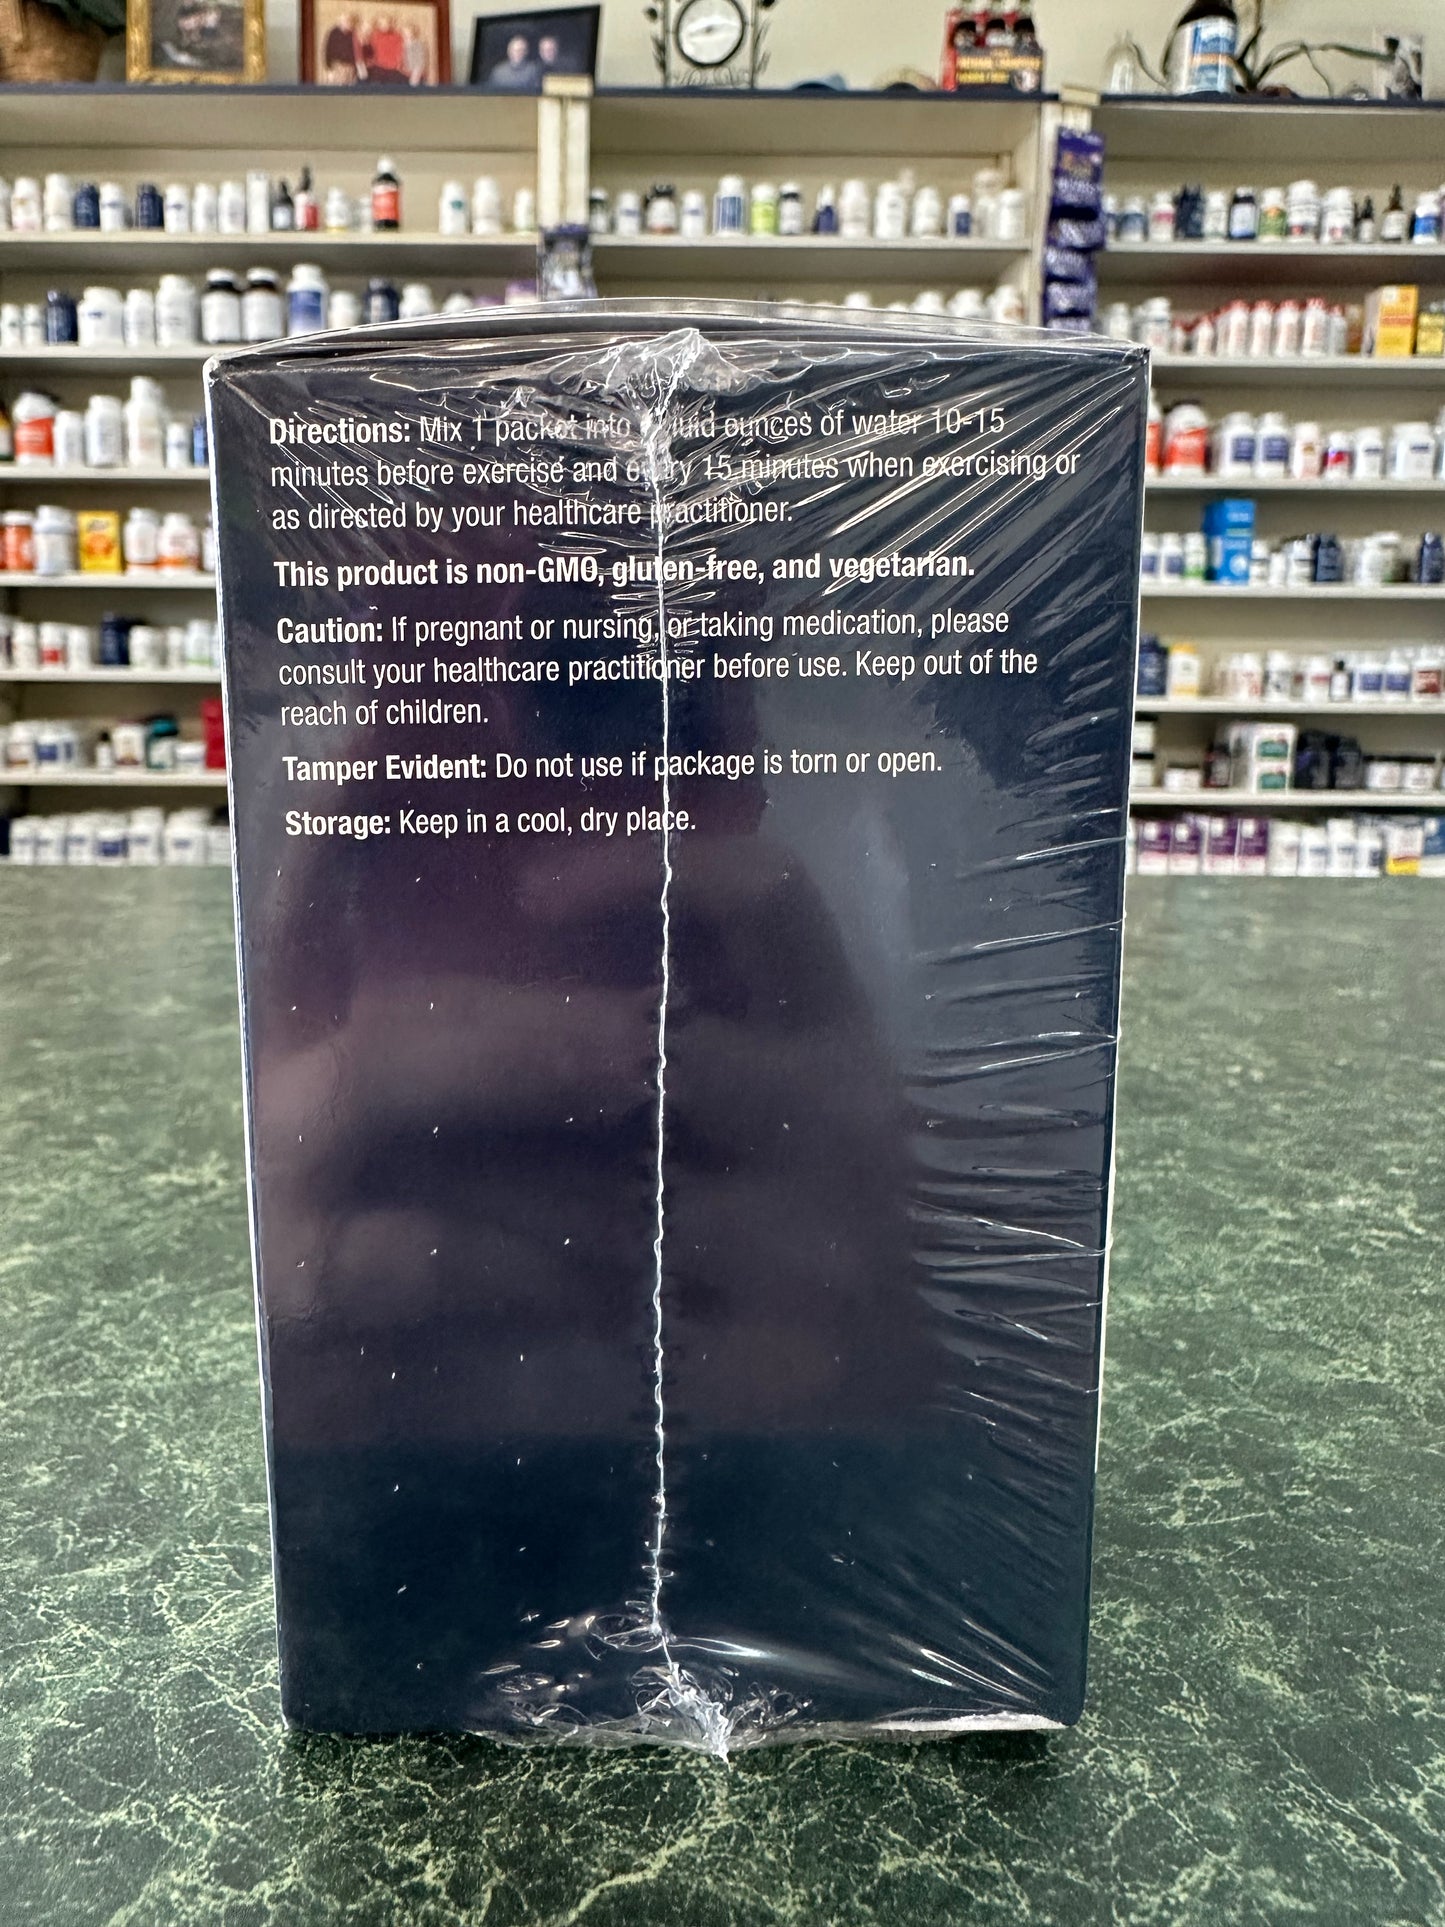 Directions: Mix 1 packet into fluid ounces of water 10-15
minutes before exercise and every 15 minutes when exercising or
as directed by your healthcare practitioner.
This product is non-GMO, gluten-free, and vegetarian.
Caution: If pregnant or nursing, or taking medication, please
consult your healthcare practitioner before use. Keep out of the
reach of children.
Tamper Evident: Do not use if package is torn or open.
Storage: Keep in a cool, dry place.